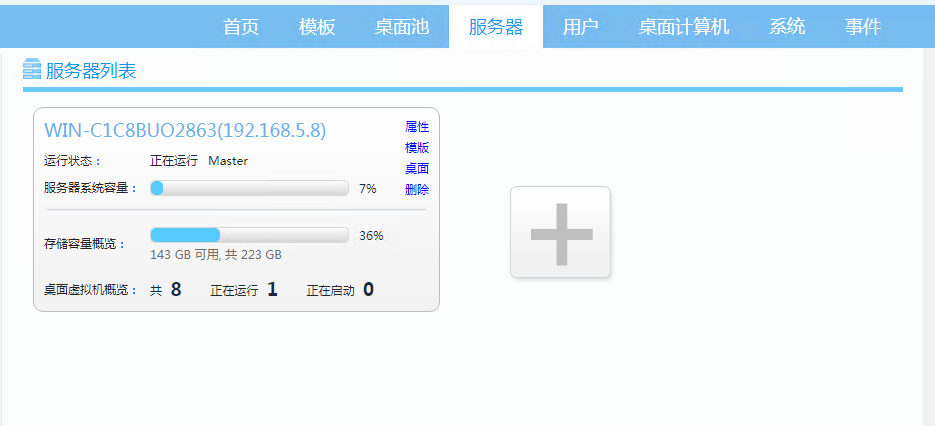 首页 模板 桌面池 服务器 用户 桌面计算机 系统 事件
服务器列表
WIN-C1C8BUO2863(192.168.5.8)
属性
模版
桌面
删除
运行状态： 正在运行 Master
服务器系统容量： 7%
存储容量概览： 36%
143 GB 可用, 共 223 GB
桌面虚拟机概览： 共 8 正在运行 1 正在启动 0